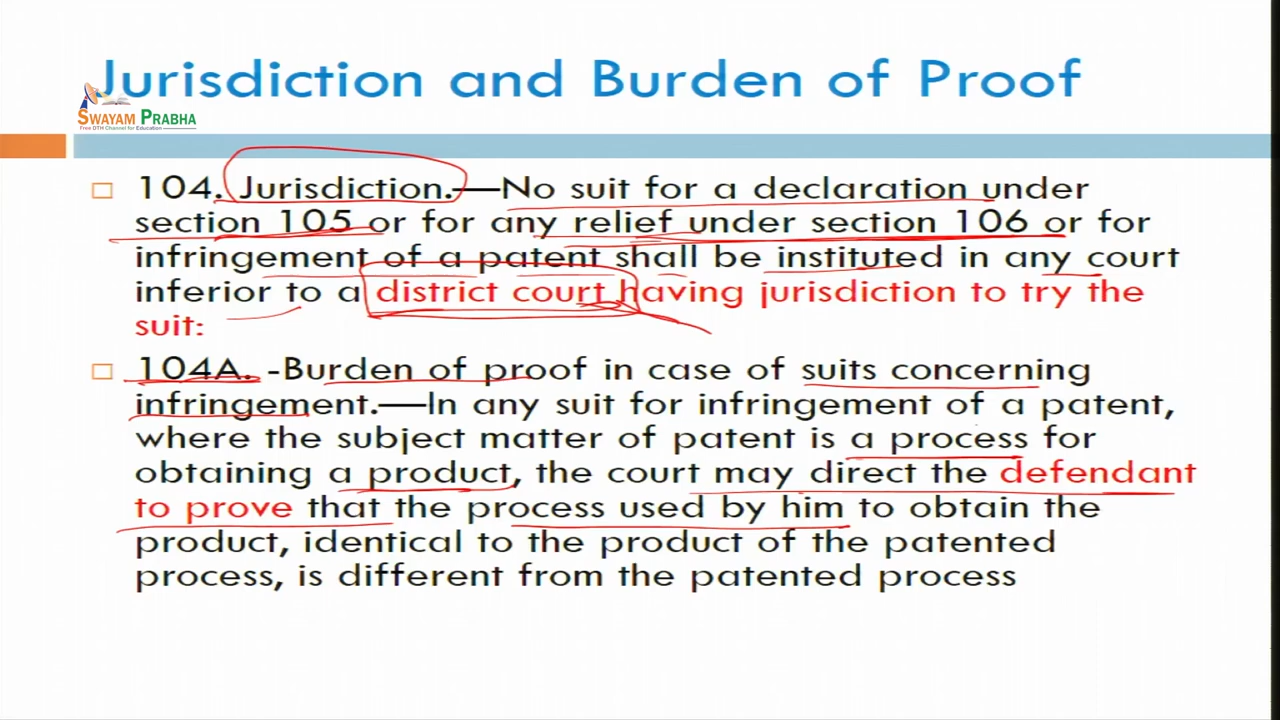 Jurisdiction and Burden of Proof
SWAYAM PRABHA
Free DTH Channel for Education
104. Jurisdiction.—No suit for a declaration under
section 105 or for any relief under section 106 or for
infringement of a patent shall be instituted in any court
inferior to a district court having jurisdiction to try the
suit:
104A. -Burden of proof in case of suits concerning
infringement.—In any suit for infringement of a patent,
where the subject matter of patent is a process for
obtaining a product, the court may direct the defendant
to prove that the process used by him to obtain the
product, identical to the product of the patented
process, is different from the patented process